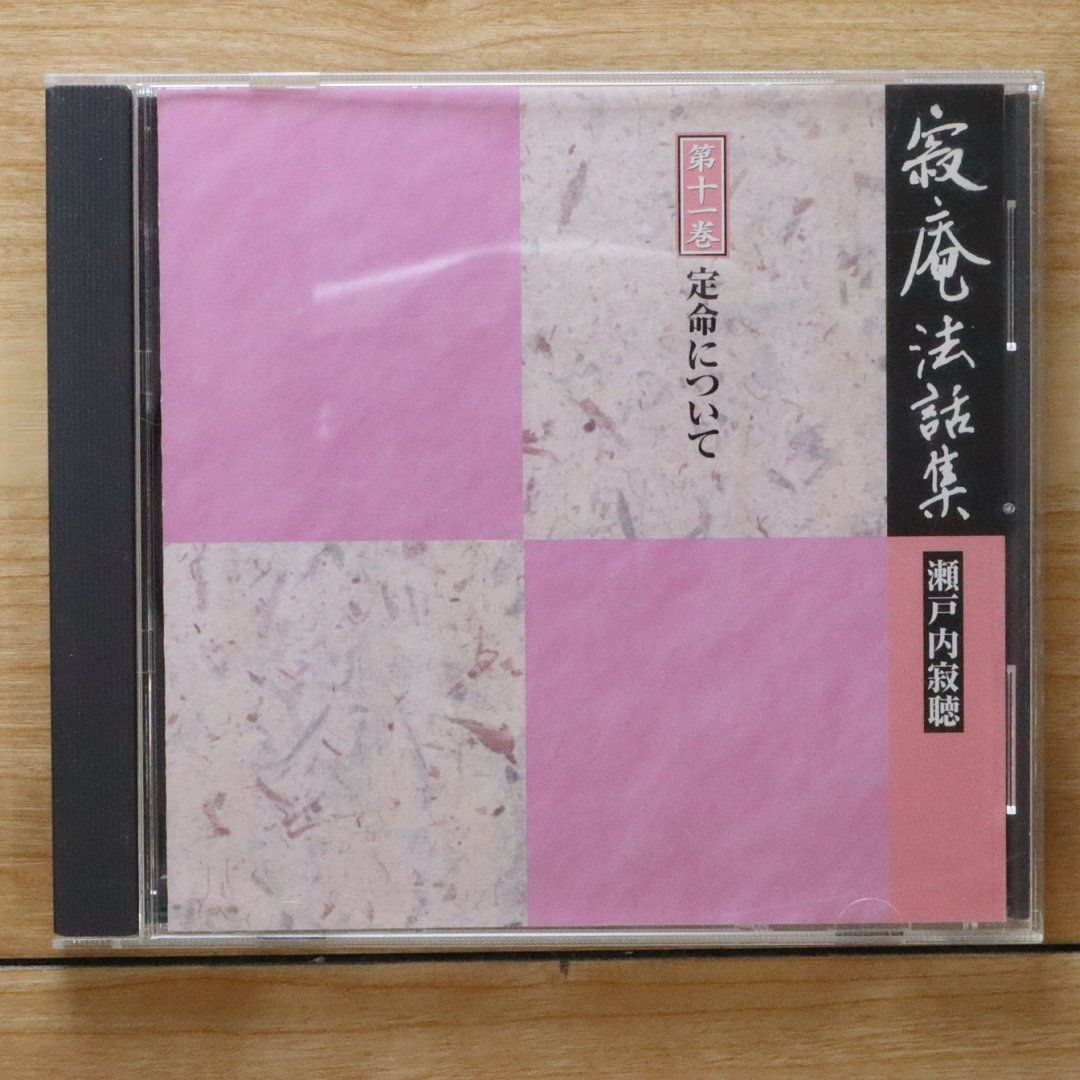 寂庵法話集
瀬戸内寂聴
第十一巻
定命について